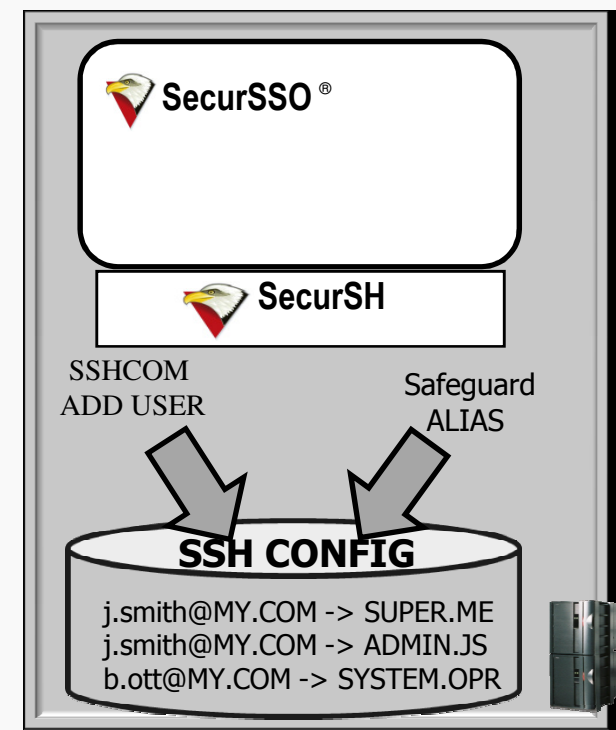 SecurSSO ®
SecurSH
SSHCOM
ADD USER
Safeguard
ALIAS
SSH CONFIG
j.smith@MY.COM -> SUPER.ME
j.smith@MY.COM -> ADMIN.JS
b.ott@MY.COM -> SYSTEM.OPR